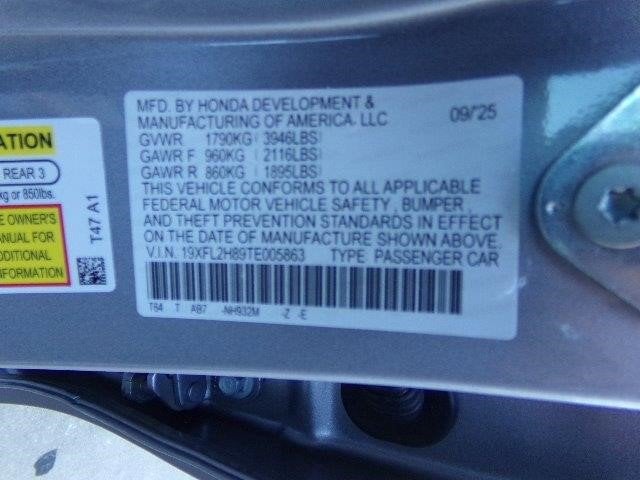 ATION
REAR 3
kg or 850lbs.
E OWNER'S
ANUAL FOR
ADDITIONAL
INFORMATION
T47 A1
MFD. BY HONDA DEVELOPMENT & 09/'25
MANUFACTURING OF AMERICA, LLC
GVWR 1790KG ( 3946LBS)
GAWR F 960KG ( 2116LBS)
GAWR R 860KG ( 1895LBS)
THIS VEHICLE CONFORMS TO ALL APPLICABLE
FEDERAL MOTOR VEHICLE SAFETY , BUMPER ,
AND THEFT PREVENTION STANDARDS IN EFFECT
ON THE DATE OF MANUFACTURE SHOWN ABOVE.
V.I.N. 19XFL2H89TE005863 TYPE: PASSENGER CAR
T64 T AB7 -NH932M -Z -E